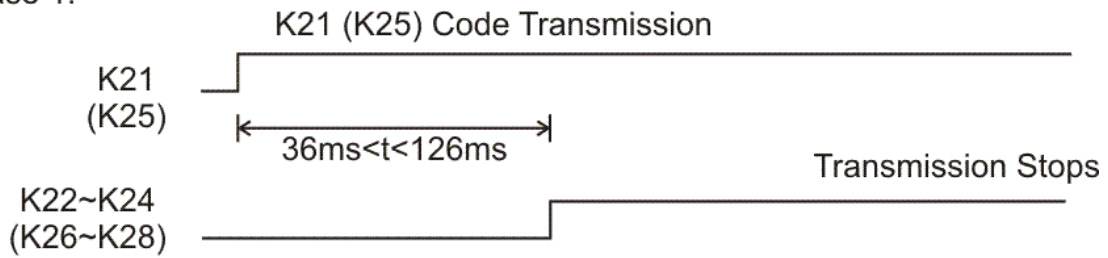 K21 (K25) Code Transmission
K21
(K25)
36ms<t<126ms
Transmission Stops
K22~K24
(K26~K28)